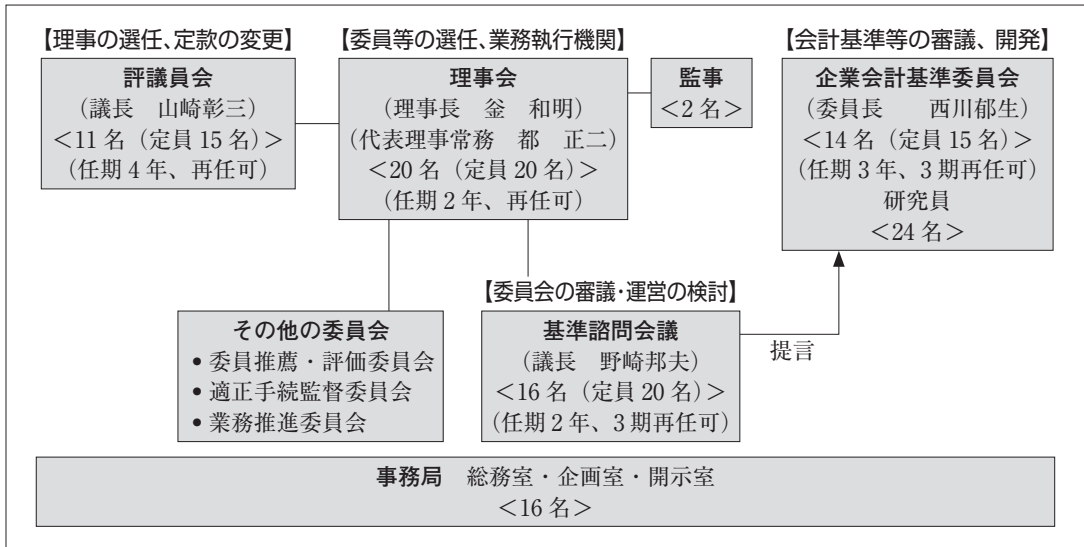 【理事の選任、定款の変更】
評議員会
(議長　山崎彰三)
<11名(定員15名)>
(任期4年、再任可)
【委員等の選任、業務執行機関】
理事会
(理事長　釡　和明)
(代表理事常務　都　正二)
<20名(定員20名)>
(任期2年、再任可)
監事
<2名>
【会計基準等の審議、開発】
企業会計基準委員会
(委員長　西川郁生)
<14名(定員15名)>
(任期3年、3期再任可)
研究員
<24名>
その他の委員会
• 委員推薦・評価委員会
• 適正手続監督委員会
• 業務推進委員会
【委員会の審議・運営の検討】
基準諮問会議
(議長　野崎邦夫)
<16名(定員20名)>
(任期2年、3期再任可)
提言
事務局　総務室・企画室・開示室
<16名>